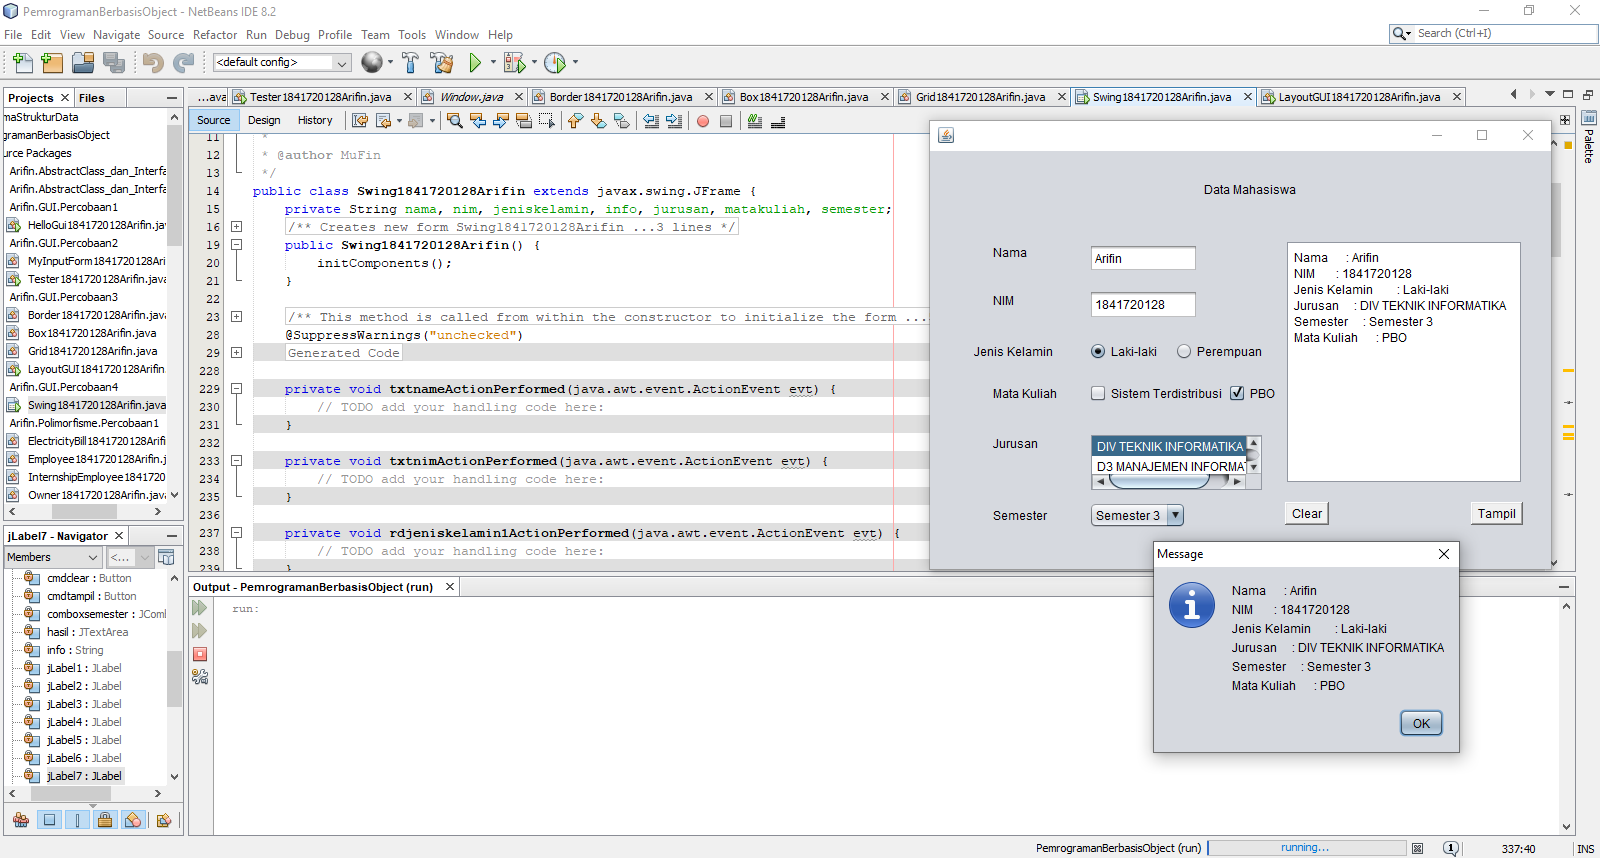 PemrogramanBerbasisObject - NetBeans IDE 8.2
File Edit View Navigate Source Refactor Run Debug Profile Team Tools Window Help
Search (Ctrl+I)
<default config>
Projects
Files
maStrukturData
gramanBerbasisObject
urce Packages
Arifin.AbstractClass_dan_Interfa
Arifin.AbstractClass_dan_Interfa
Arifin.GUI.Percobaan1
HelloGui1841720128Arifin.jav
Arifin.GUI.Percobaan2
MyInputForm1841720128Ari
Tester1841720128Arifin.java
Arifin.GUI.Percobaan3
Border1841720128Arifin.java
Box1841720128Arifin.java
Grid1841720128Arifin.java
LayoutGUI1841720128Arifin.
Arifin.GUI.Percobaan4
Swing1841720128Arifin.java
Arifin.Polimorfisme.Percobaan1
ElectricityBill1841720128Arifi
Employee1841720128Arifin.
InternshipEmployee1841720
Owner1841720128Arifin.java
jLabel7 - Navigator
Members
<...
cmdclear : Button
cmdtampil : Button
comboxsemester : JComl
hasil : JTextArea
info : String
jLabel1 : JLabel
jLabel2 : JLabel
jLabel3 : JLabel
jLabel4 : JLabel
jLabel5 : JLabel
jLabel6 : JLabel
jLabel7 : JLabel
...ava
Tester1841720128Arifin.java
Window.java
Border1841720128Arifin.java
Box1841720128Arifin.java
Grid1841720128Arifin.java
Swing1841720128Arifin.java
LayoutGUI1841720128Arifin.java
Palette
Source
Design
History
11 *
12 * @author MuFin
13 */
14 public class Swing1841720128Arifin extends javax.swing.JFrame {
15 private String nama, nim, jeniskelamin, info, jurusan, matakuliah, semester;
16 /** Creates new form Swing1841720128Arifin ...3 lines */
19 public Swing1841720128Arifin() {
20 initComponents();
21 }
22
23 /** This method is called from within the constructor to initialize the form ...
28 @SuppressWarnings("unchecked")
29 Generated Code
228
229 private void txtnameActionPerformed(java.awt.event.ActionEvent evt) {
230 // TODO add your handling code here:
231 }
232
233 private void txtnimActionPerformed(java.awt.event.ActionEvent evt) {
234 // TODO add your handling code here:
235 }
236
237 private void rdjeniskelamin1ActionPerformed(java.awt.event.ActionEvent evt) {
238 // TODO add your handling code here:
239 }
Output - PemrogramanBerbasisObject (run)
run:
Data Mahasiswa
Nama
Arifin
NIM
1841720128
Jenis Kelamin
Laki-laki
Perempuan
Mata Kuliah
Sistem Terdistribusi
PBO
Jurusan
DIV TEKNIK INFORMATIKA
D3 MANAJEMEN INFORMAT
Semester
Semester 3
Nama : Arifin
NIM : 1841720128
Jenis Kelamin : Laki-laki
Jurusan : DIV TEKNIK INFORMATIKA
Semester : Semester 3
Mata Kuliah : PBO
Clear
Tampil
Message
Nama : Arifin
NIM : 1841720128
Jenis Kelamin : Laki-laki
Jurusan : DIV TEKNIK INFORMATIKA
Semester : Semester 3
Mata Kuliah : PBO
OK
PemrogramanBerbasisObject (run)
running...
1
337:40
INS